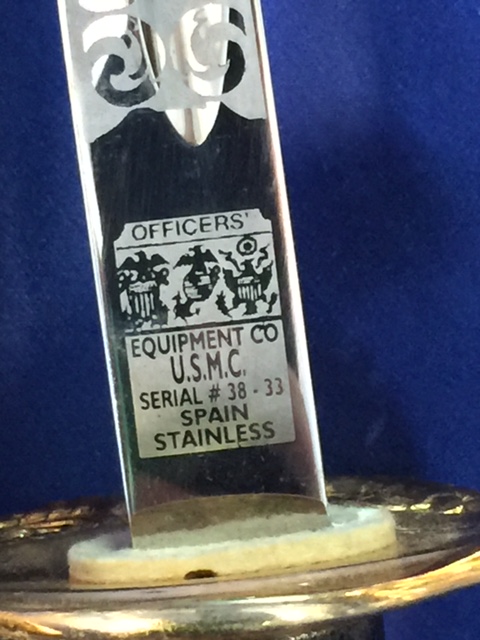 OFFICERS'
EQUIPMENT CO
U.S.M.C.
SERIAL # 38 - 33
SPAIN
STAINLESS